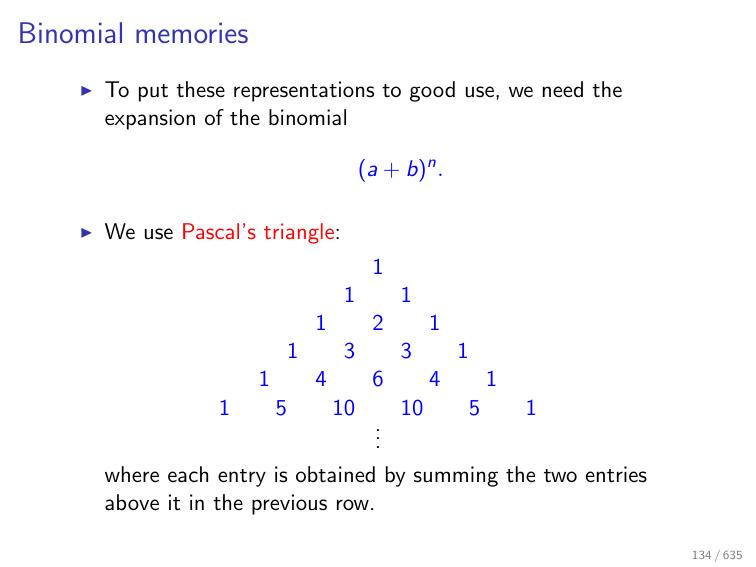 Binomial memories
▶ To put these representations to good use, we need the
expansion of the binomial
(a + b)ⁿ.
▶ We use Pascal's triangle:
1
1 1
1 2 1
1 3 3 1
1 4 6 4 1
1 5 10 10 5 1
⋮
where each entry is obtained by summing the two entries
above it in the previous row.
134 / 635